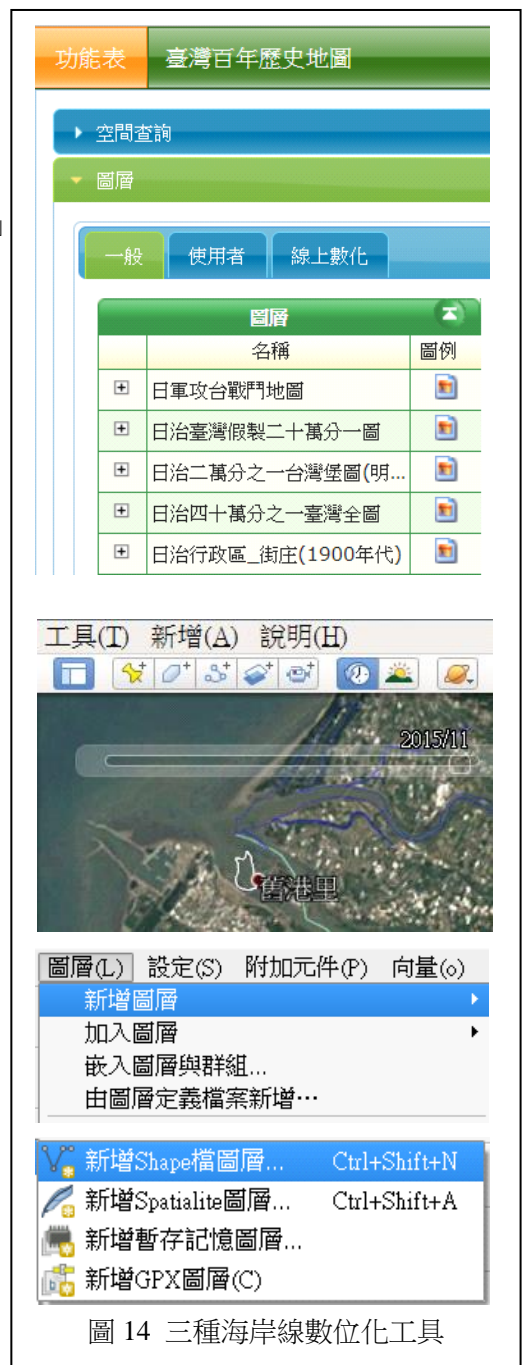 功能表 臺灣百年歷史地圖
空間查詢
圖層
一般 使用者 線上數化
圖層
名稱 圖例
日軍攻台戰鬥地圖
日治臺灣假製二十萬分一圖
日治二萬分之一台灣堡圖(明...
日治四十萬分之一臺灣全圖
日治行政區_街庄(1900年代)
工具(T) 新增(A) 說明(H)
2015/11
舊港里
圖層(L) 設定(S) 附加元件(P) 向量(o)
新增圖層
加入圖層
嵌入圖層與群組...
由圖層定義檔案新增…
新增Shape檔圖層... Ctrl+Shift+N
新增Spatialite圖層... Ctrl+Shift+A
新增暫存記憶圖層...
新增GPX圖層(C)
圖 14 三種海岸線數位化工具